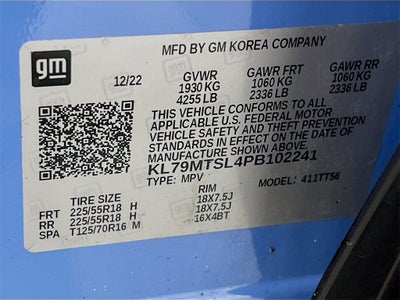 gm
MFD BY GM KOREA COMPANY
12/22 GVWR GAWR FRT GAWR RR
1930 KG 1060 KG 1060 KG
4255 LB 2336 LB 2336 LB
THIS VEHICLE CONFORMS TO ALL
APPLICABLE U.S. FEDERAL MOTOR
VEHICLE SAFETY AND THEFT PREVENTION
STANDARDS IN EFFECT ON THE DATE OF
MANUFACTURE SHOWN ABOVE.
KL79MTSL4PB102241
TYPE: MPV MODEL: 411TT56
TIRE SIZE RIM
FRT 225/55R18 H 18X7.5J
RR 225/55R18 H 18X7.5J
SPA T125/70R16 M 16X4BT